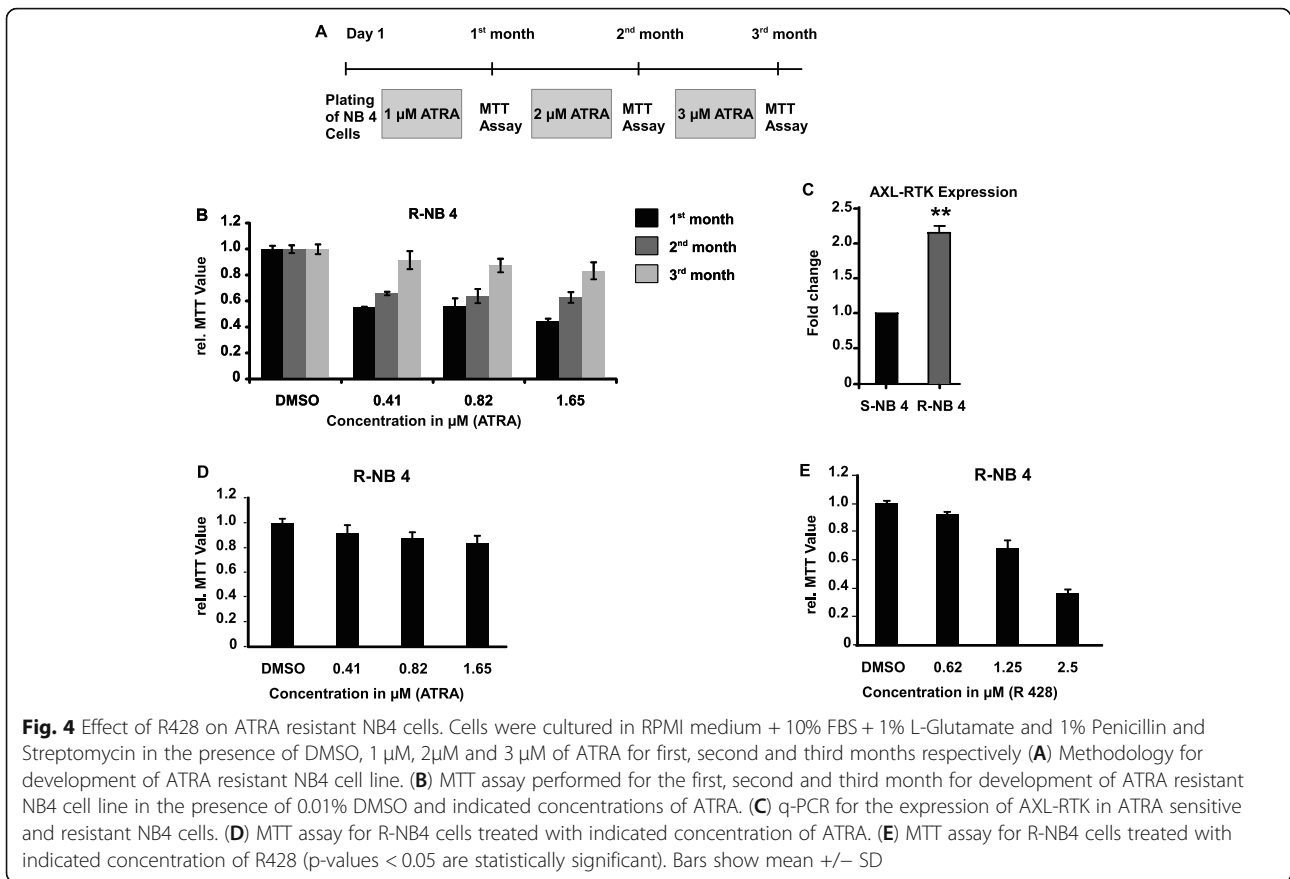 A Day 1 1st month 2nd month 3rd month
Plating of NB 4 Cells
1 µM ATRA
MTT Assay
2 µM ATRA
MTT Assay
3 µM ATRA
MTT Assay
B
R-NB 4
rel. MTT Value
1.2
1.0
0.8
0.6
0.4
0.2
0
DMSO 0.41 0.82 1.65
Concentration in µM (ATRA)
1st month
2nd month
3rd month
C
AXL-RTK Expression
**
Fold change
2.5
2.0
1.5
1.0
0.5
0
S-NB 4 R-NB 4
D
R-NB 4
rel. MTT Value
1.2
1.0
0.8
0.6
0.4
0.2
0
DMSO 0.41 0.82 1.65
Concentration in µM (ATRA)
E
R-NB 4
rel. MTT Value
1.2
1.0
0.8
0.6
0.4
0.2
0
DMSO 0.62 1.25 2.5
Concentration in µM (R 428)
Fig. 4 Effect of R428 on ATRA resistant NB4 cells. Cells were cultured in RPMI medium + 10% FBS + 1% L-Glutamate and 1% Penicillin and
Streptomycin in the presence of DMSO, 1 µM, 2µM and 3 µM of ATRA for first, second and third months respectively (A) Methodology for
development of ATRA resistant NB4 cell line. (B) MTT assay performed for the first, second and third month for development of ATRA resistant
NB4 cell line in the presence of 0.01% DMSO and indicated concentrations of ATRA. (C) q-PCR for the expression of AXL-RTK in ATRA sensitive
and resistant NB4 cells. (D) MTT assay for R-NB4 cells treated with indicated concentration of ATRA. (E) MTT assay for R-NB4 cells treated with
indicated concentration of R428 (p-values < 0.05 are statistically significant). Bars show mean +/− SD